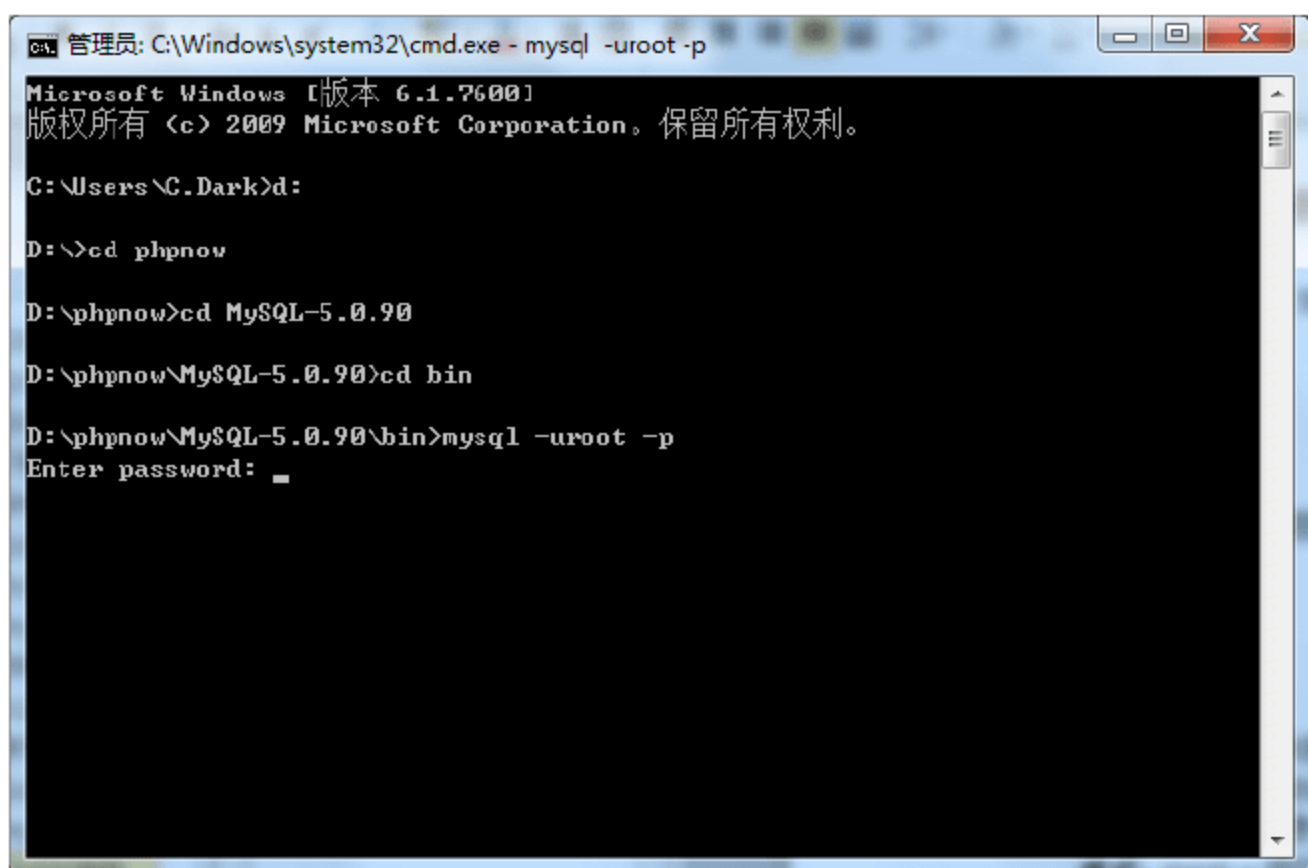 管理员: C:\Windows\system32\cmd.exe - mysql -uroot -p
Microsoft Windows [版本 6.1.7600]
版权所有 (c) 2009 Microsoft Corporation。保留所有权利。
C:\Users\C.Dark>d:
D:\>cd phpnow
D:\phpnow>cd MySQL-5.0.90
D:\phpnow\MySQL-5.0.90>cd bin
D:\phpnow\MySQL-5.0.90\bin>mysql -uroot -p
Enter password: